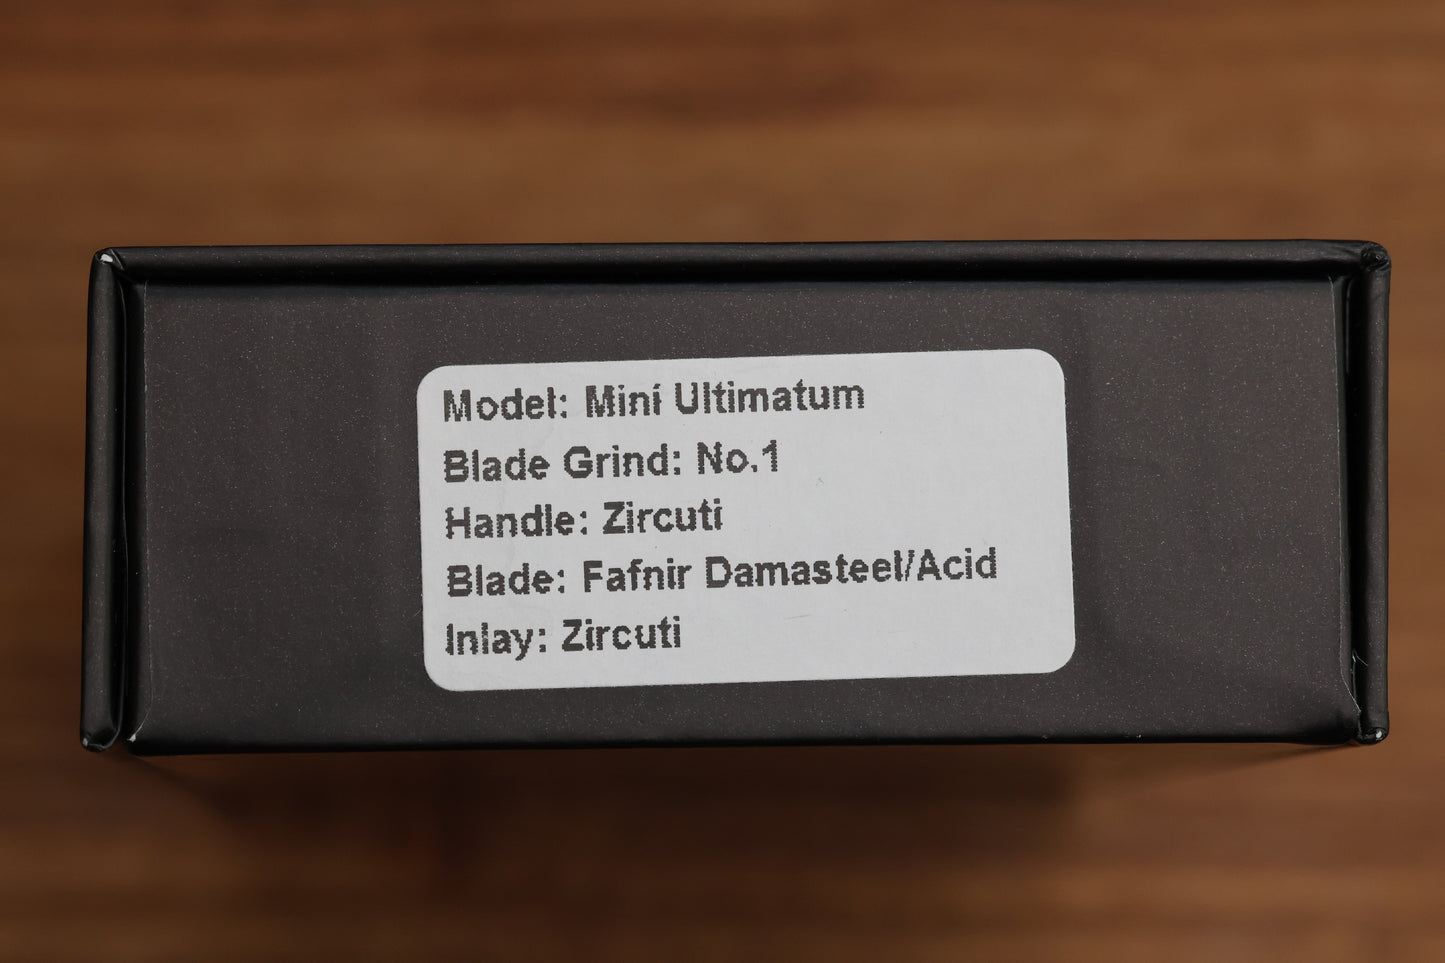 Model: Mini Ultimatum
Blade Grind: No.1
Handle: Zircuti
Blade: Fafnir Damasteel/Acid
Inlay: Zircuti